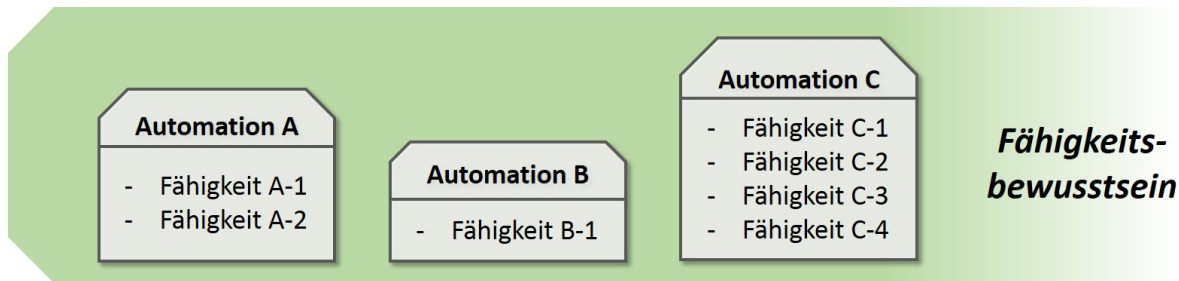 Automation A
- Fähigkeit A-1
- Fähigkeit A-2
Automation B
- Fähigkeit B-1
Automation C
- Fähigkeit C-1
- Fähigkeit C-2
- Fähigkeit C-3
- Fähigkeit C-4
Fähigkeits-
bewusstsein